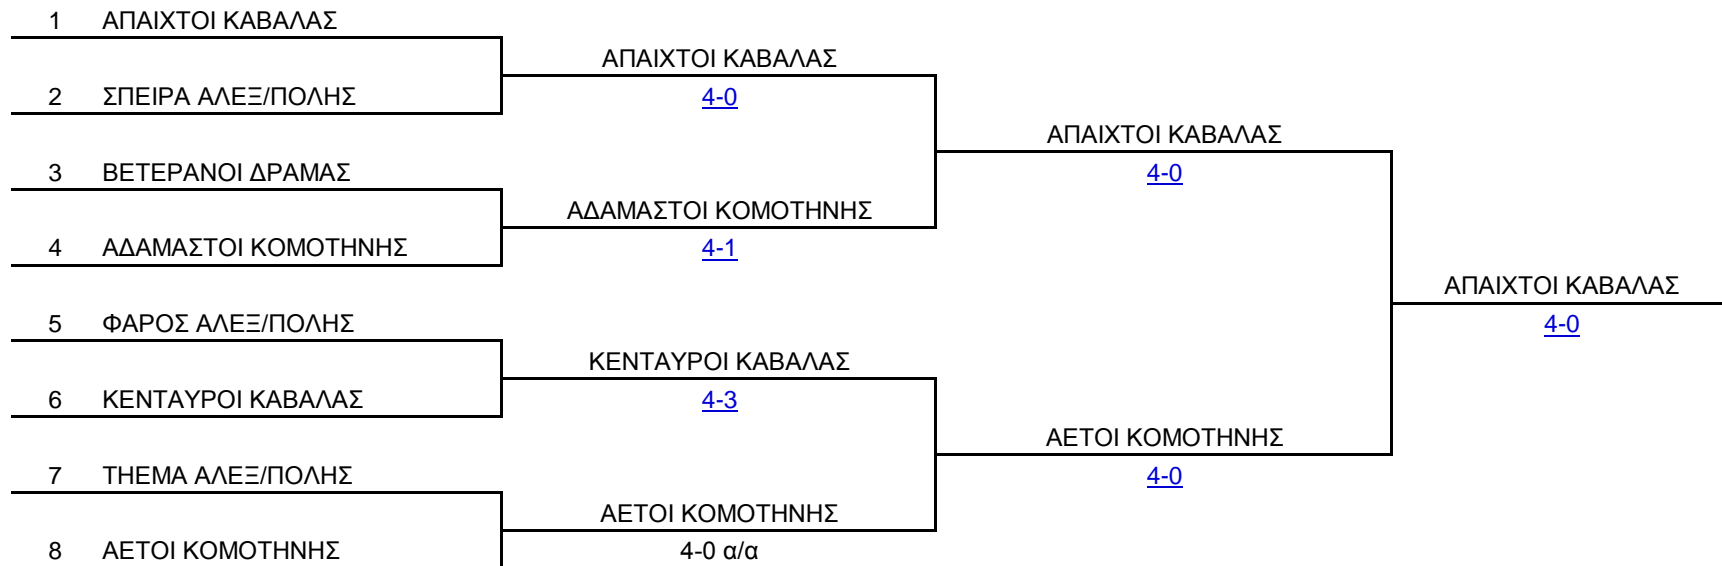 1 ΑΠΑΙΧΤΟΙ ΚΑΒΑΛΑΣ
ΑΠΑΙΧΤΟΙ ΚΑΒΑΛΑΣ
2 ΣΠΕΙΡΑ ΑΛΕΞ/ΠΟΛΗΣ
4-0
ΑΠΑΙΧΤΟΙ ΚΑΒΑΛΑΣ
3 ΒΕΤΕΡΑΝΟΙ ΔΡΑΜΑΣ
4-0
ΑΔΑΜΑΣΤΟΙ ΚΟΜΟΤΗΝΗΣ
4 ΑΔΑΜΑΣΤΟΙ ΚΟΜΟΤΗΝΗΣ
4-1
ΑΠΑΙΧΤΟΙ ΚΑΒΑΛΑΣ
5 ΦΑΡΟΣ ΑΛΕΞ/ΠΟΛΗΣ
4-0
ΚΕΝΤΑΥΡΟΙ ΚΑΒΑΛΑΣ
6 ΚΕΝΤΑΥΡΟΙ ΚΑΒΑΛΑΣ
4-3
ΑΕΤΟΙ ΚΟΜΟΤΗΝΗΣ
7 ΤΗΕΜΑ ΑΛΕΞ/ΠΟΛΗΣ
4-0
ΑΕΤΟΙ ΚΟΜΟΤΗΝΗΣ
8 ΑΕΤΟΙ ΚΟΜΟΤΗΝΗΣ
4-0 α/α